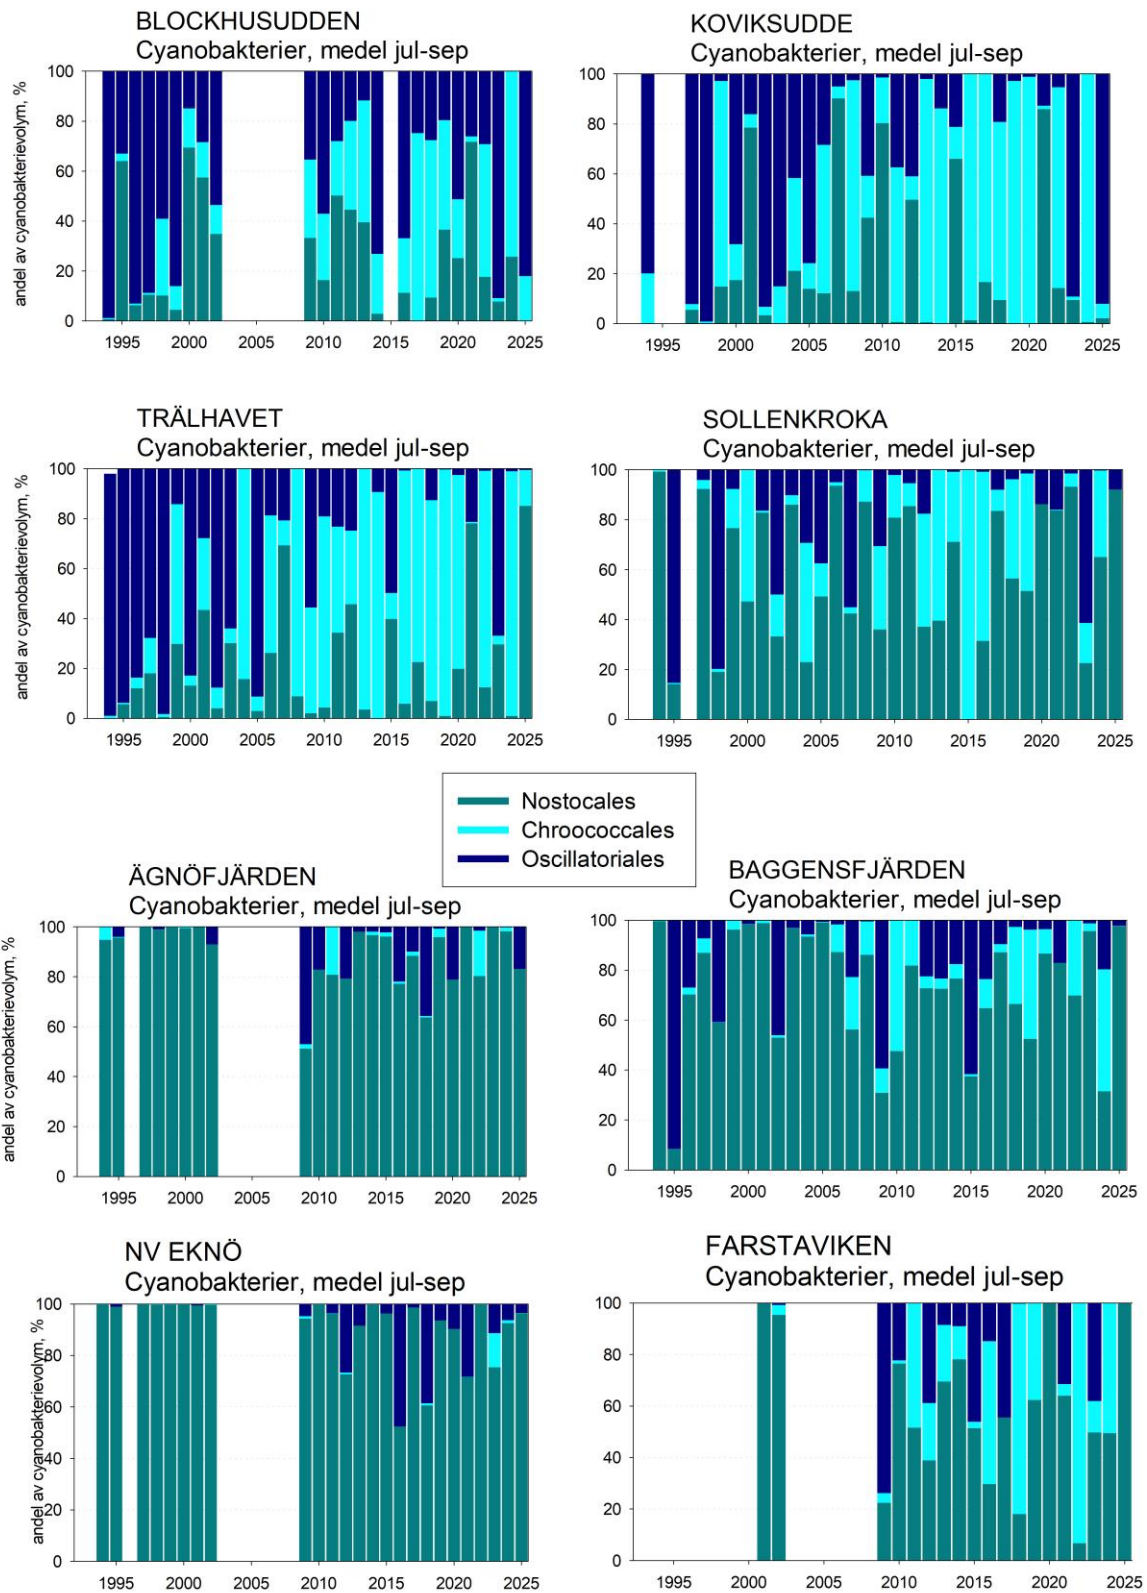 BLOCKHUSUDDEN
Cyanobakterier, medel jul-sep
andel av cyanobakterievolym, %
100
80
60
40
20
0
1995 2000 2005 2010 2015 2020 2025
KOVIKSUDDE
Cyanobakterier, medel jul-sep
100
80
60
40
20
0
1995 2000 2005 2010 2015 2020 2025
TRÄLHAVET
Cyanobakterier, medel jul-sep
andel av cyanobakterievolym, %
100
80
60
40
20
0
1995 2000 2005 2010 2015 2020 2025
SOLLENKROKA
Cyanobakterier, medel jul-sep
100
80
60
40
20
0
1995 2000 2005 2010 2015 2020 2025
Nostocales
Chroococcales
Oscillatoriales
ÄGNÖFJÄRDEN
Cyanobakterier, medel jul-sep
andel av cyanobakterievolym, %
100
80
60
40
20
0
1995 2000 2005 2010 2015 2020 2025
BAGGENSFJÄRDEN
Cyanobakterier, medel jul-sep
100
80
60
40
20
0
1995 2000 2005 2010 2015 2020 2025
NV EKNÖ
Cyanobakterier, medel jul-sep
andel av cyanobakterievolym, %
100
80
60
40
20
0
1995 2000 2005 2010 2015 2020 2025
FARSTAVIKEN
Cyanobakterier, medel jul-sep
100
80
60
40
20
0
1995 2000 2005 2010 2015 2020 2025